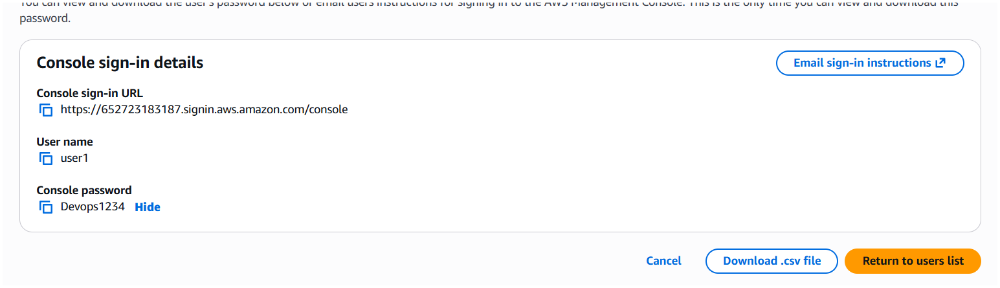 You can view and download the user's password below or email users instructions for signing in to the AWS Management Console. This is the only time you can view and download this
password.
Console sign-in details
Email sign-in instructions
Console sign-in URL
https://652723183187.signin.aws.amazon.com/console
User name
user1
Console password
Devops1234 Hide
Cancel Download .csv file Return to users list